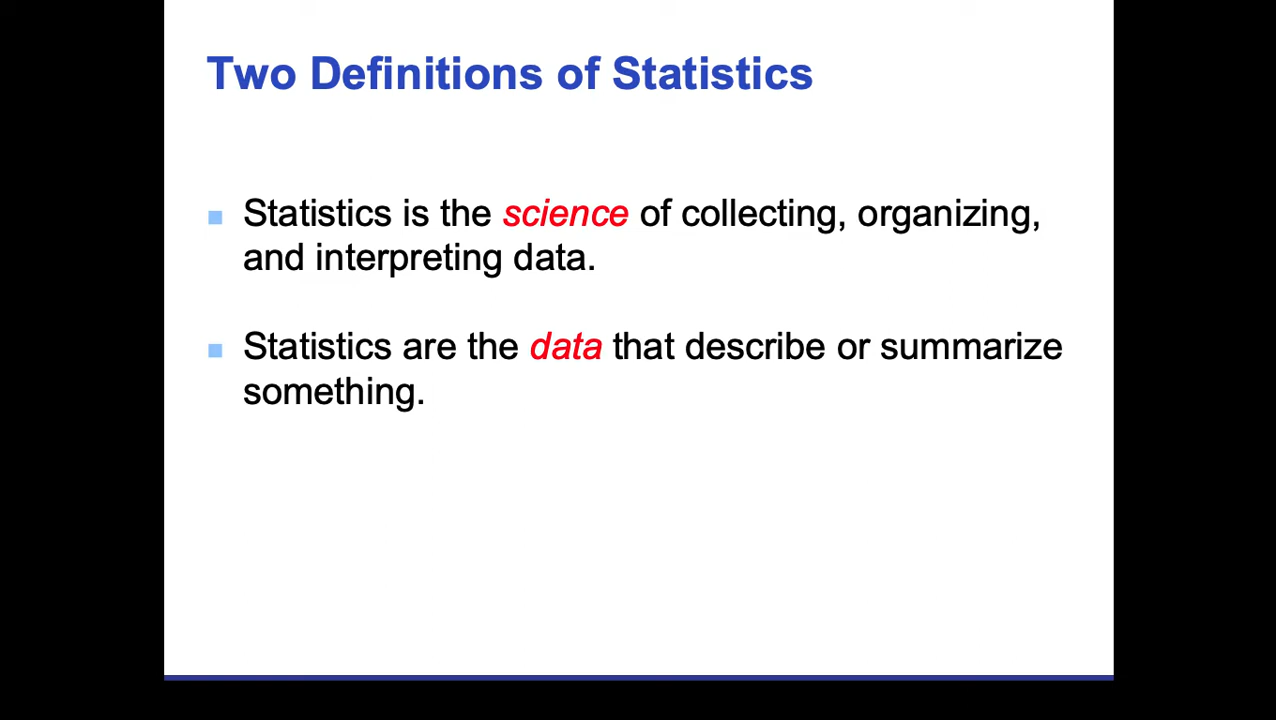 Two Definitions of Statistics
Statistics is the science of collecting, organizing,
and interpreting data.
Statistics are the data that describe or summarize
something.